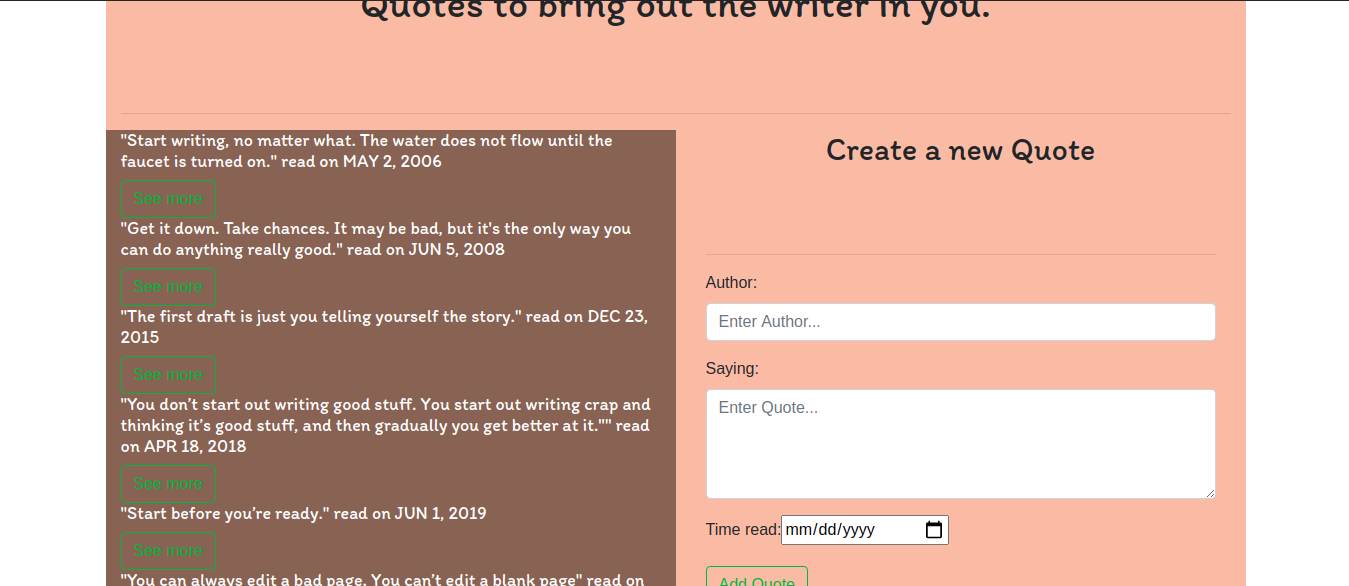 Quotes to bring out the writer in you.
"Start writing, no matter what. The water does not flow until the
faucet is turned on." read on MAY 2, 2006
See more
"Get it down. Take chances. It may be bad, but it's the only way you
can do anything really good." read on JUN 5, 2008
See more
"The first draft is just you telling yourself the story." read on DEC 23,
2015
See more
"You don’t start out writing good stuff. You start out writing crap and
thinking it’s good stuff, and then gradually you get better at it."" read
on APR 18, 2018
See more
"Start before you’re ready." read on JUN 1, 2019
See more
"You can always edit a bad page. You can’t edit a blank page" read on
Create a new Quote
Author:
Enter Author...
Saying:
Enter Quote...
Time read: mm/dd/yyyy
Add Quote